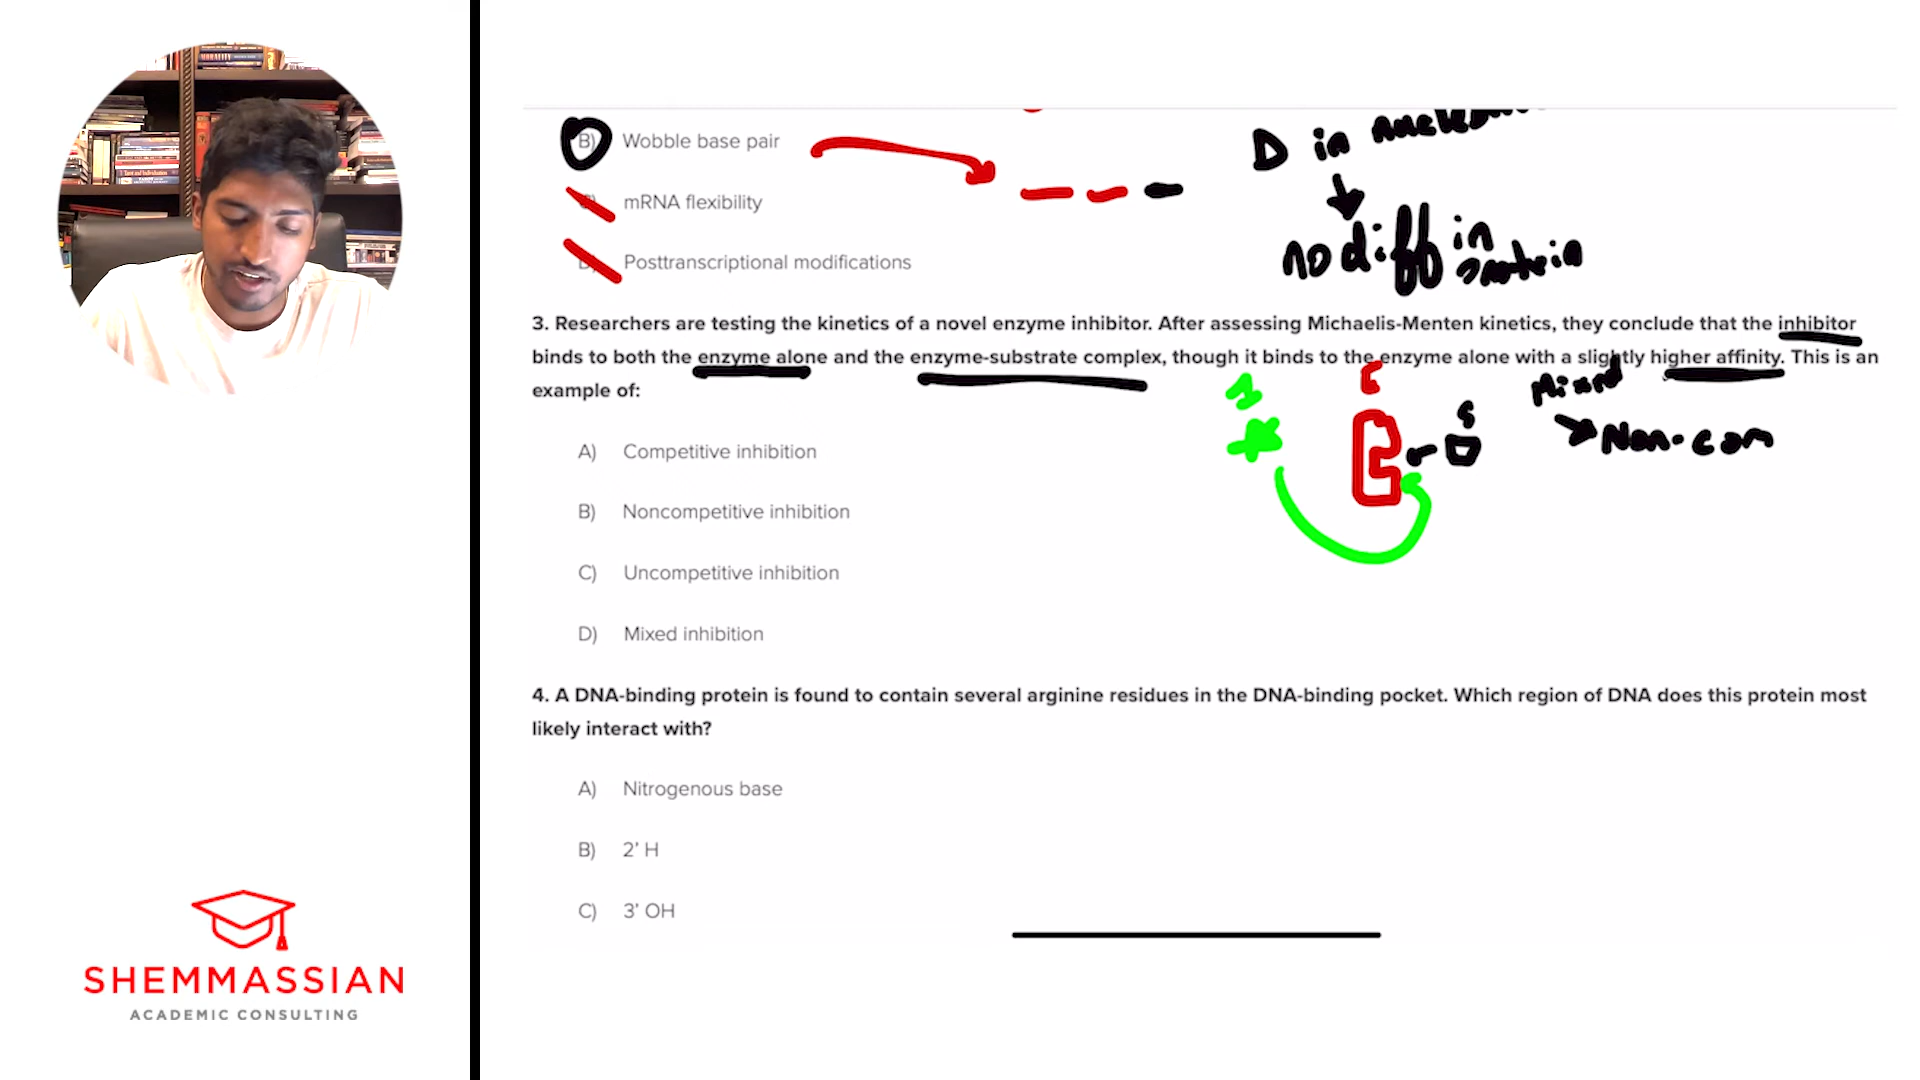 B) Wobble base pair
D in
mRNA flexibility
Posttranscriptional modifications
no diff in
protein
3. Researchers are testing the kinetics of a novel enzyme inhibitor. After assessing Michaelis-Menten kinetics, they conclude that the inhibitor
binds to both the enzyme alone and the enzyme-substrate complex, though it binds to the enzyme alone with a slightly higher affinity. This is an
example of:
I
E
S
Mixed
Non-com
A) Competitive inhibition
B) Noncompetitive inhibition
C) Uncompetitive inhibition
D) Mixed inhibition
4. A DNA-binding protein is found to contain several arginine residues in the DNA-binding pocket. Which region of DNA does this protein most
likely interact with?
A) Nitrogenous base
B) 2' H
C) 3' OH
SHEMMASSIAN
ACADEMIC CONSULTING